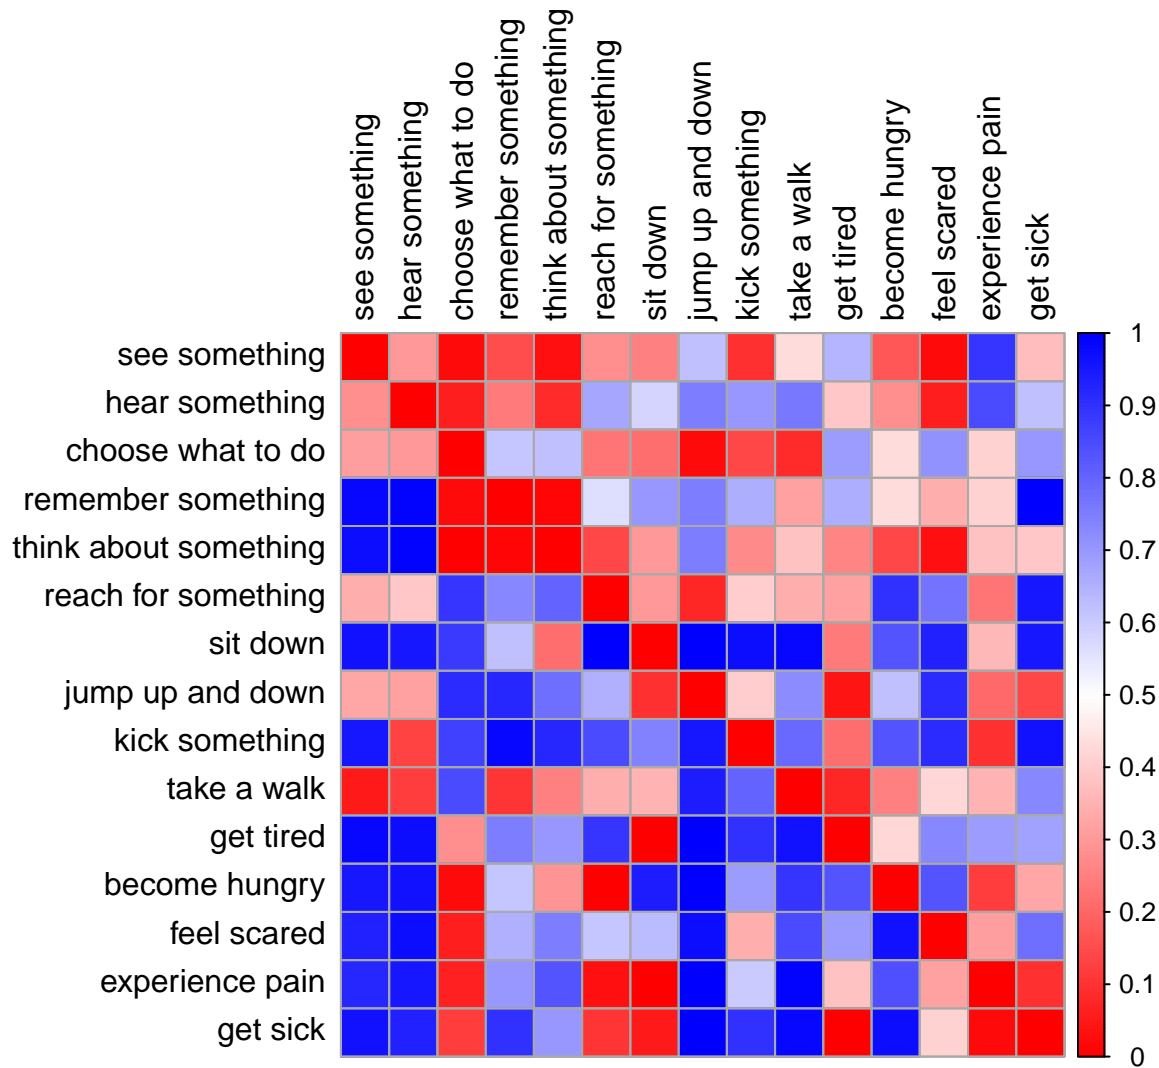 see something
hear something
choose what to do
remember something
think about something
reach for something
sit down
jump up and down
kick something
take a walk
get tired
become hungry
feel scared
experience pain
get sick
see something
hear something
choose what to do
remember something
think about something
reach for something
sit down
jump up and down
kick something
take a walk
get tired
become hungry
feel scared
experience pain
get sick
1
0.9
0.8
0.7
0.6
0.5
0.4
0.3
0.2
0.1
0